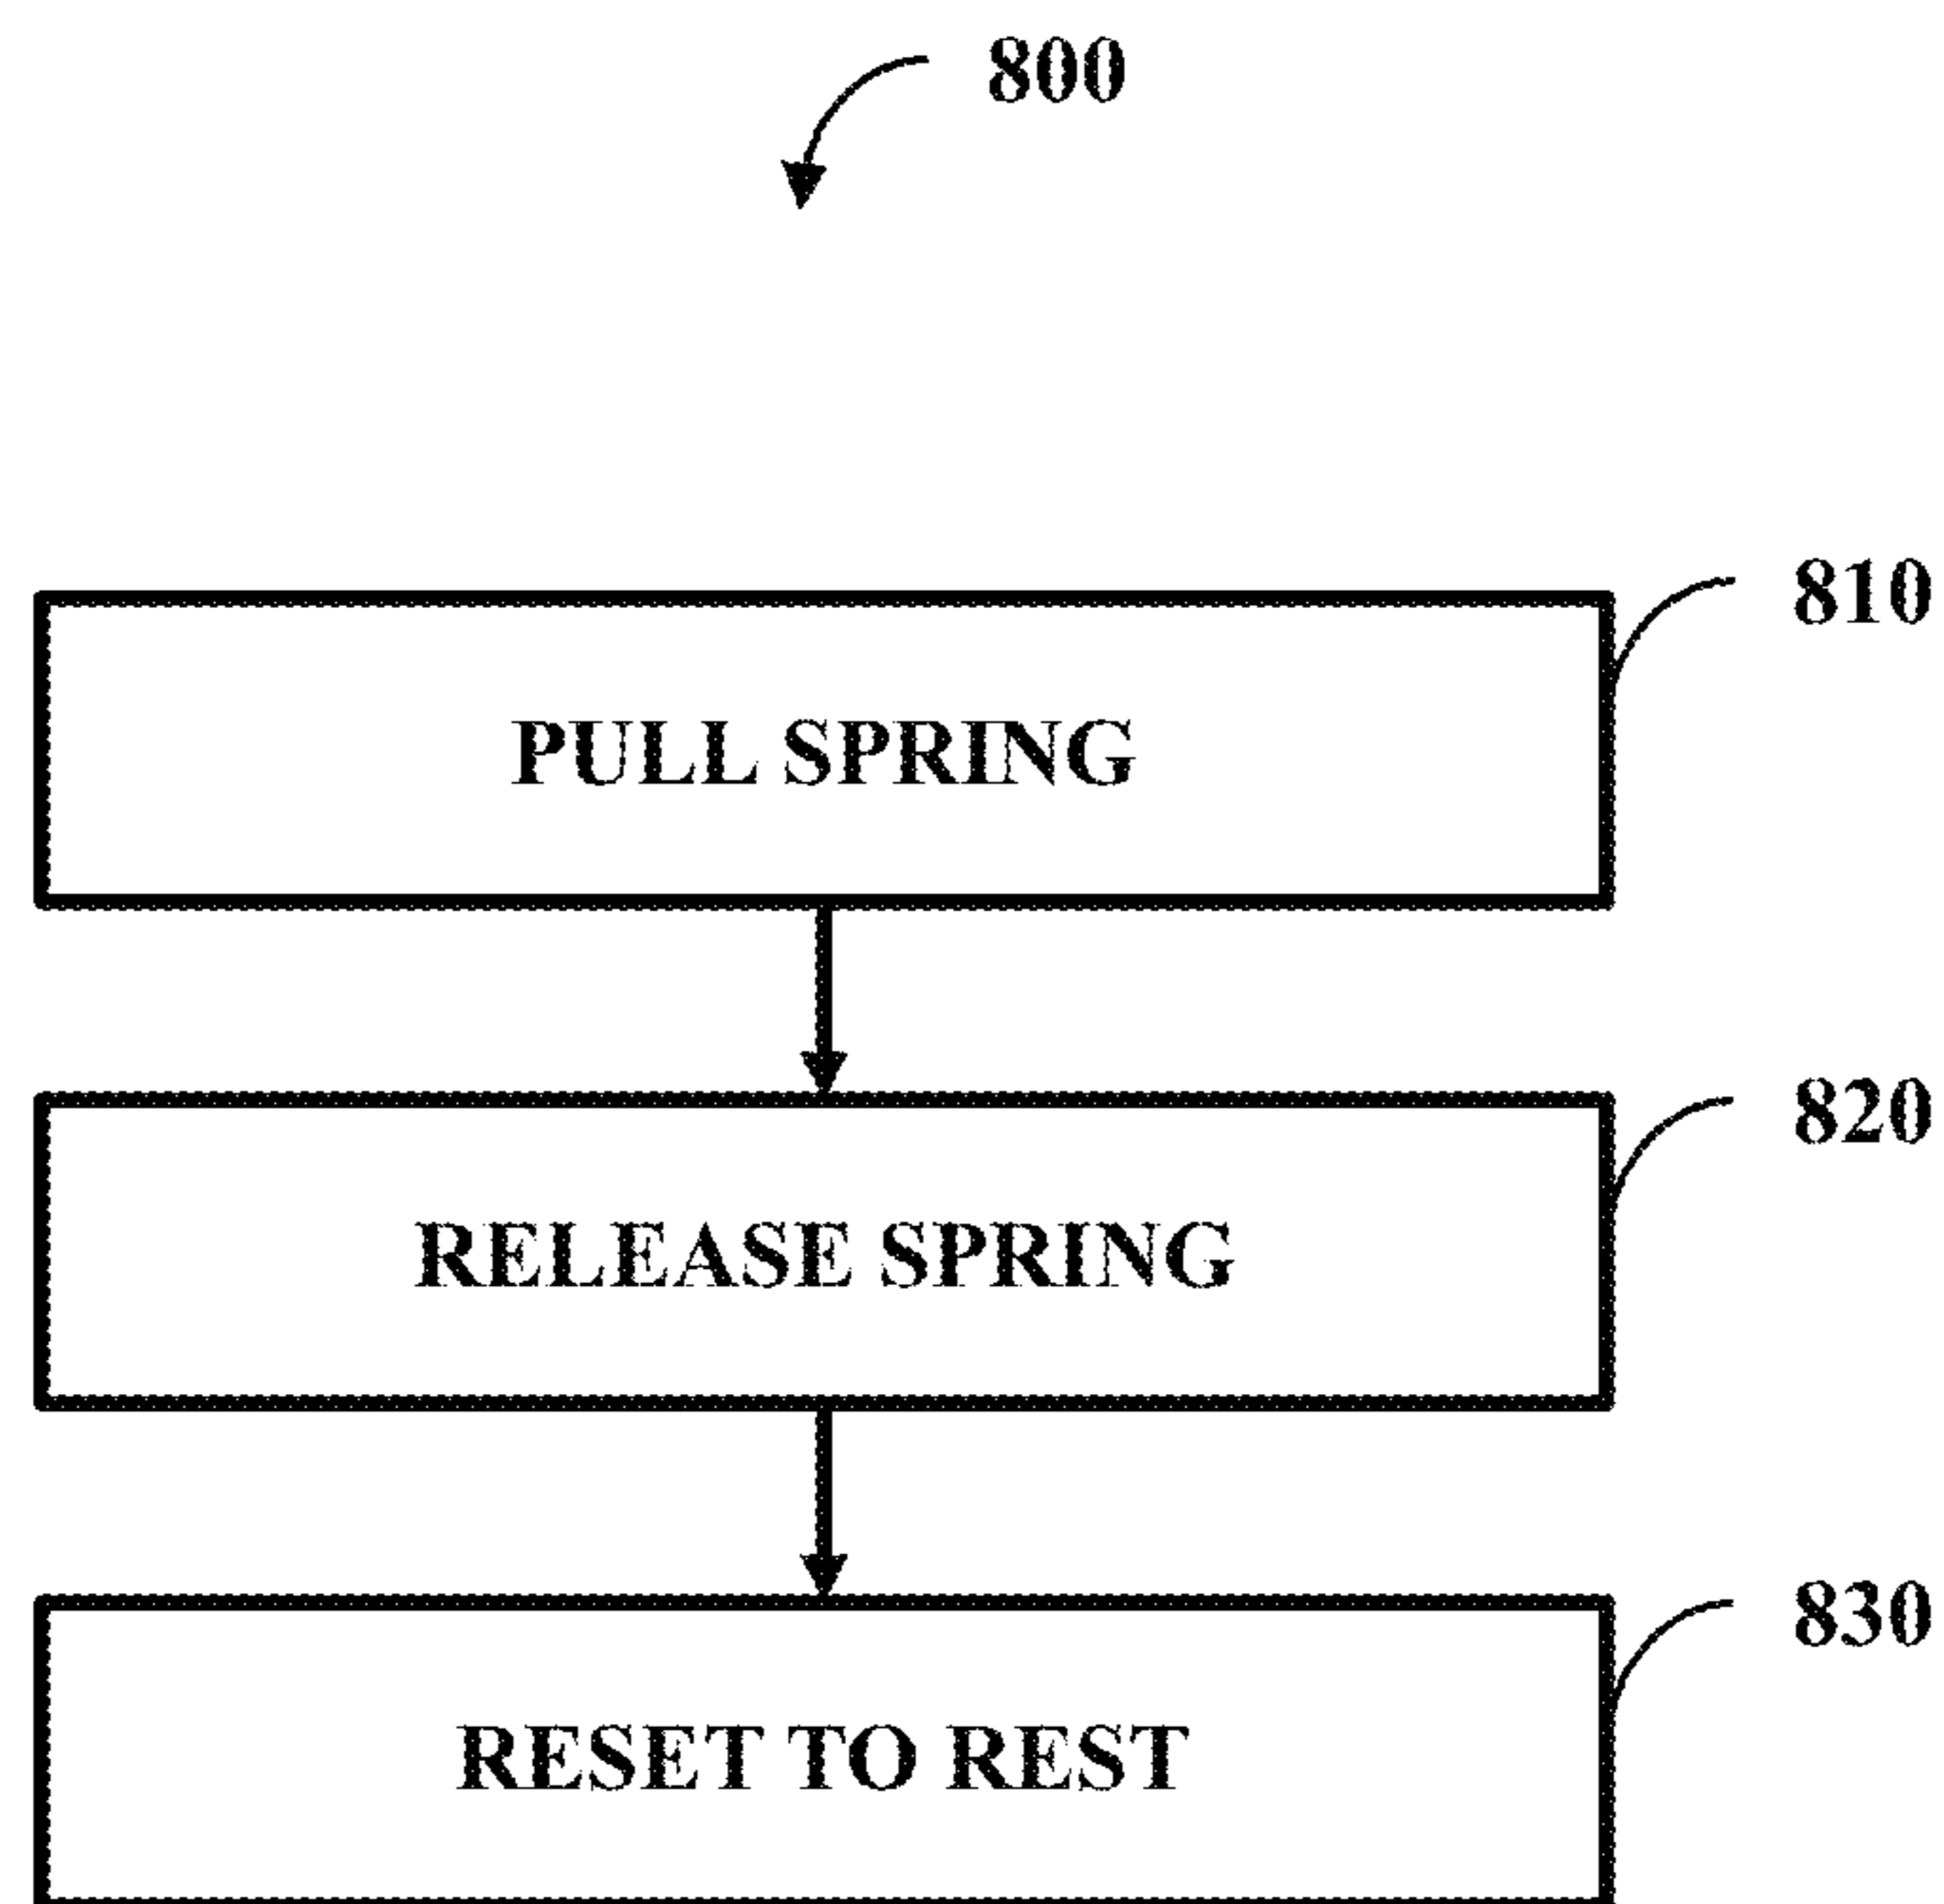 800
810
PULL SPRING
820
RELEASE SPRING
830
RESET TO REST